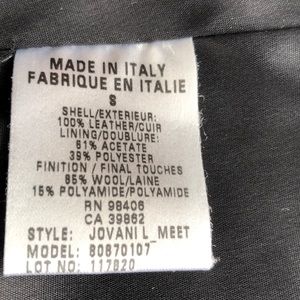 MADE IN ITALY
FABRIQUE EN ITALIE
S
SHELL/EXTERIEUR:
100% LEATHER/CUIR
LINING/DOUBLURE:
61% ACETATE
39% POLYESTER
FINITION / FINAL TOUCHES
85% WOOL/LAINE
15% POLYAMIDE/POLYAMIDE
RN 98406
CA 39862
STYLE: JOVANI L_MEET
MODEL: 80870107
LOT NO: 117820